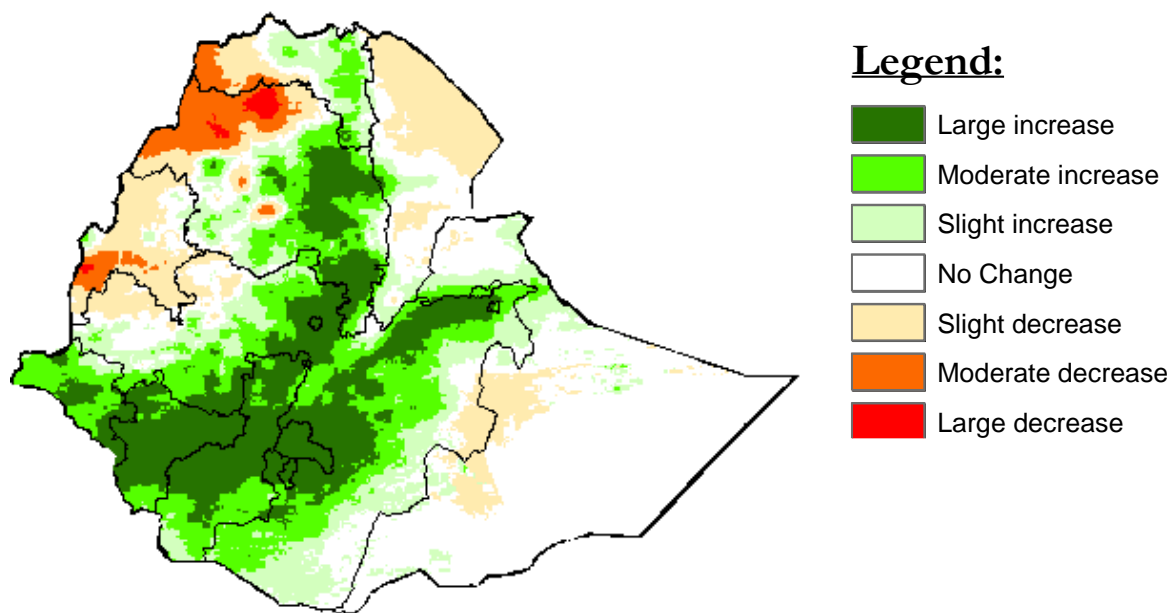 Legend:
Large increase
Moderate increase
Slight increase
No Change
Slight decrease
Moderate decrease
Large decrease